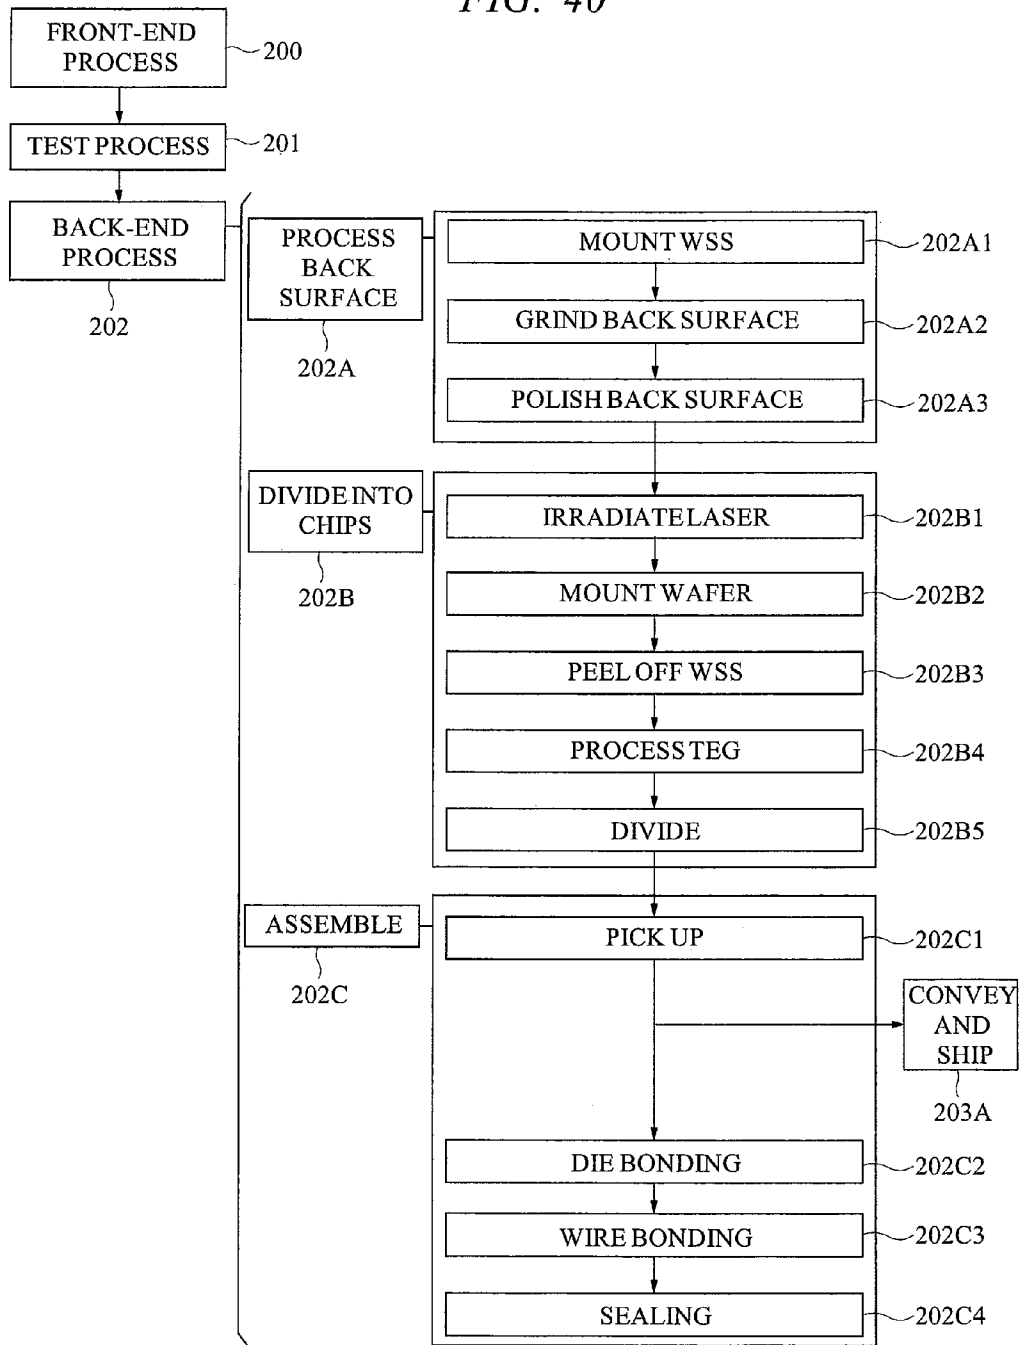 FIG. 40
FRONT-END
PROCESS
200
TEST PROCESS
201
BACK-END
PROCESS
202
PROCESS
BACK
SURFACE
202A
MOUNT WSS
202A1
GRIND BACK SURFACE
202A2
POLISH BACK SURFACE
202A3
DIVIDE INTO
CHIPS
202B
IRRADIATE LASER
202B1
MOUNT WAFER
202B2
PEEL OFF WSS
202B3
PROCESS TEG
202B4
DIVIDE
202B5
ASSEMBLE
202C
PICK UP
202C1
CONVEY
AND
SHIP
203A
DIE BONDING
202C2
WIRE BONDING
202C3
SEALING
202C4